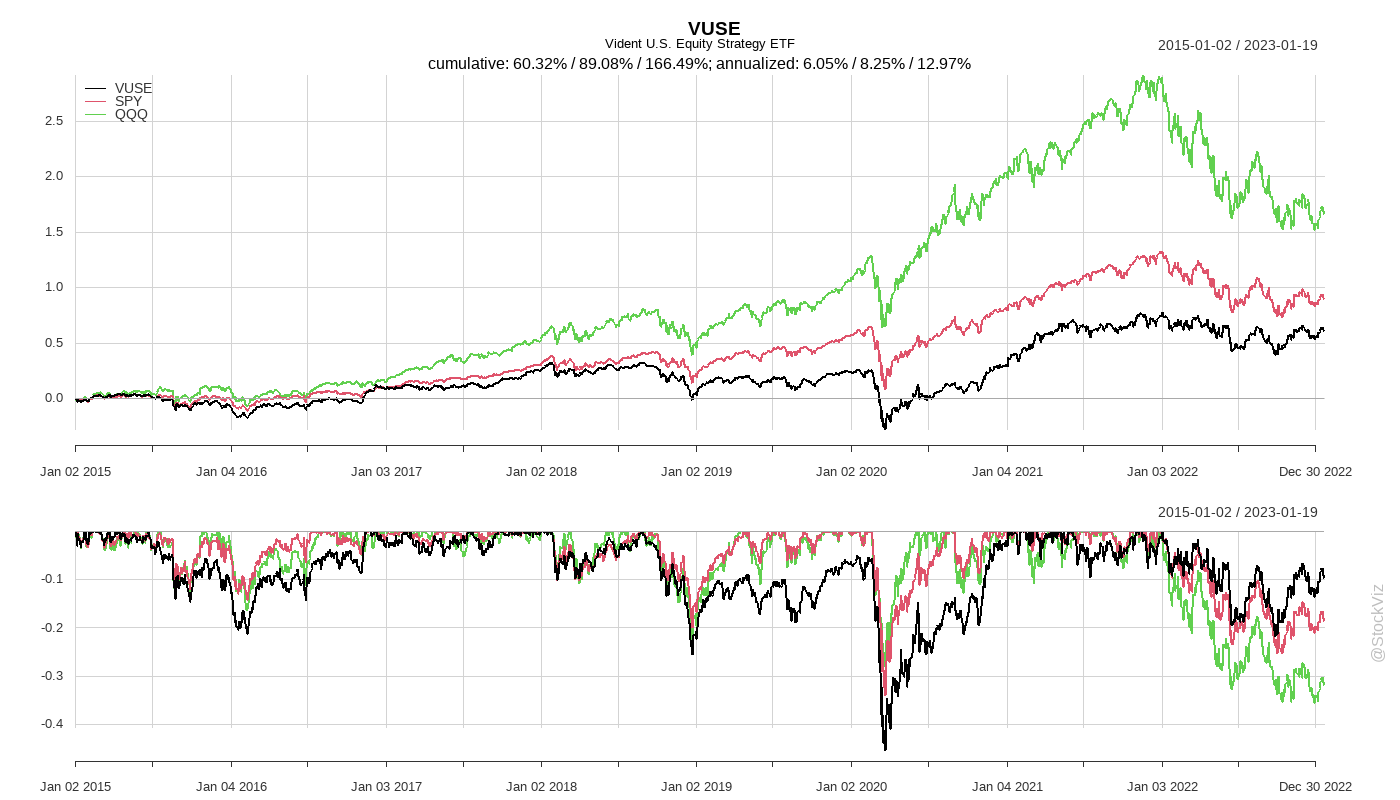 VUSE
Vident U.S. Equity Strategy ETF
2015-01-02 / 2023-01-19
cumulative: 60.32% / 89.08% / 166.49%; annualized: 6.05% / 8.25% / 12.97%
VUSE
SPY
QQQ
2.5
2.0
1.5
1.0
0.5
0.0
Jan 02 2015 Jan 04 2016 Jan 03 2017 Jan 02 2018 Jan 02 2019 Jan 02 2020 Jan 04 2021 Jan 03 2022 Dec 30 2022
2015-01-02 / 2023-01-19
-0.1
-0.2
-0.3
-0.4
Jan 02 2015 Jan 04 2016 Jan 03 2017 Jan 02 2018 Jan 02 2019 Jan 02 2020 Jan 04 2021 Jan 03 2022 Dec 30 2022
@StockViz